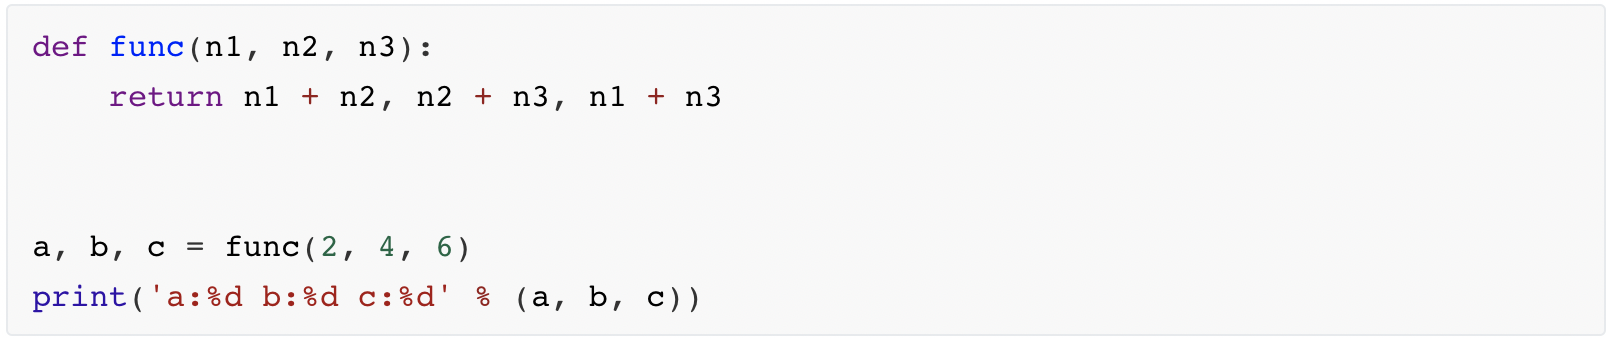 def func(n1, n2, n3):
    return n1 + n2, n2 + n3, n1 + n3
a, b, c = func(2, 4, 6)
print('a:%d b:%d c:%d' % (a, b, c))